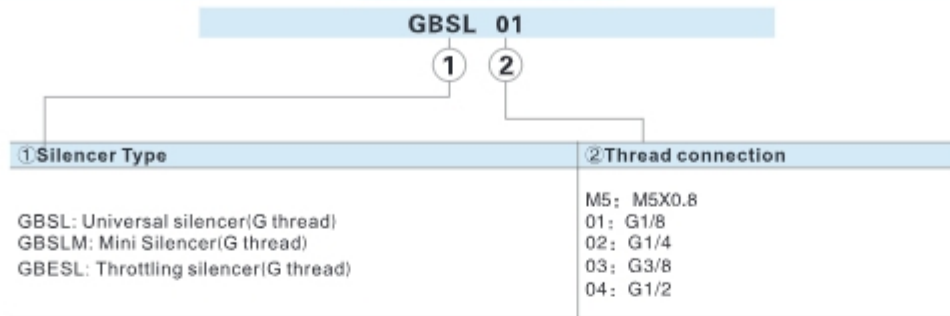 GBSL 01
① ②
①Silencer Type
②Thread connection
GBSL: Universal silencer(G thread)
GBSLM: Mini Silencer(G thread)
GBESL: Throttling silencer(G thread)
M5：M5X0.8
01：G1/8
02：G1/4
03：G3/8
04：G1/2